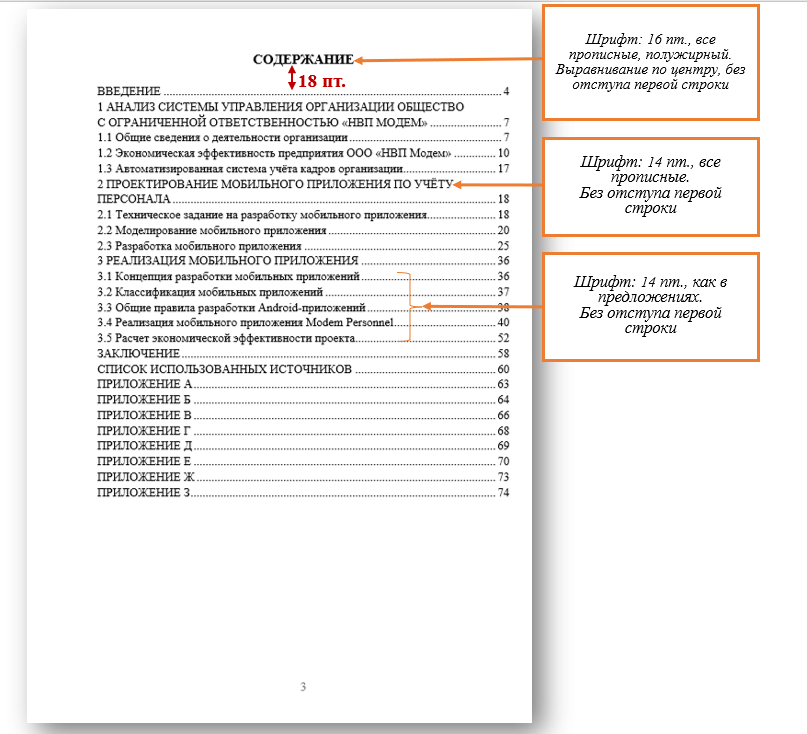 СОДЕРЖАНИЕ
18 пт.
ВВЕДЕНИЕ ........ 4
1 АНАЛИЗ СИСТЕМЫ УПРАВЛЕНИЯ ОРГАНИЗАЦИИ ОБЩЕСТВО
С ОГРАНИЧЕННОЙ ОТВЕТСТВЕННОСТЬЮ «НВП МОДЕМ» ........ 7
1.1 Общие сведения о деятельности организации ........ 7
1.2 Экономическая эффективность предприятия ООО «НВП Модем» ........ 10
1.3 Автоматизированная система учёта кадров организации ........ 17
2 ПРОЕКТИРОВАНИЕ МОБИЛЬНОГО ПРИЛОЖЕНИЯ ПО УЧЁТУ
ПЕРСОНАЛА ........ 18
2.1 Техническое задание на разработку мобильного приложения ........ 18
2.2 Моделирование мобильного приложения ........ 20
2.3 Разработка мобильного приложения ........ 25
3 РЕАЛИЗАЦИЯ МОБИЛЬНОГО ПРИЛОЖЕНИЯ ........ 36
3.1 Концепция разработки мобильных приложений ........ 36
3.2 Классификация мобильных приложений ........ 37
3.3 Общие правила разработки Android-приложений ........ 38
3.4 Реализация мобильного приложения Modem Personnel ........ 40
3.5 Расчет экономической эффективности проекта ........ 52
ЗАКЛЮЧЕНИЕ ........ 58
СПИСОК ИСПОЛЬЗОВАННЫХ ИСТОЧНИКОВ ........ 60
ПРИЛОЖЕНИЕ А ........ 63
ПРИЛОЖЕНИЕ Б ........ 64
ПРИЛОЖЕНИЕ В ........ 66
ПРИЛОЖЕНИЕ Г ........ 68
ПРИЛОЖЕНИЕ Д ........ 69
ПРИЛОЖЕНИЕ Е ........ 70
ПРИЛОЖЕНИЕ Ж ........ 73
ПРИЛОЖЕНИЕ З ........ 74
3
Шрифт: 16 пт., все
прописные, полужирный.
Выравнивание по центру, без
отступа первой строки
Шрифт: 14 пт., все
прописные.
Без отступа первой
строки
Шрифт: 14 пт., как в
предложениях.
Без отступа первой
строки